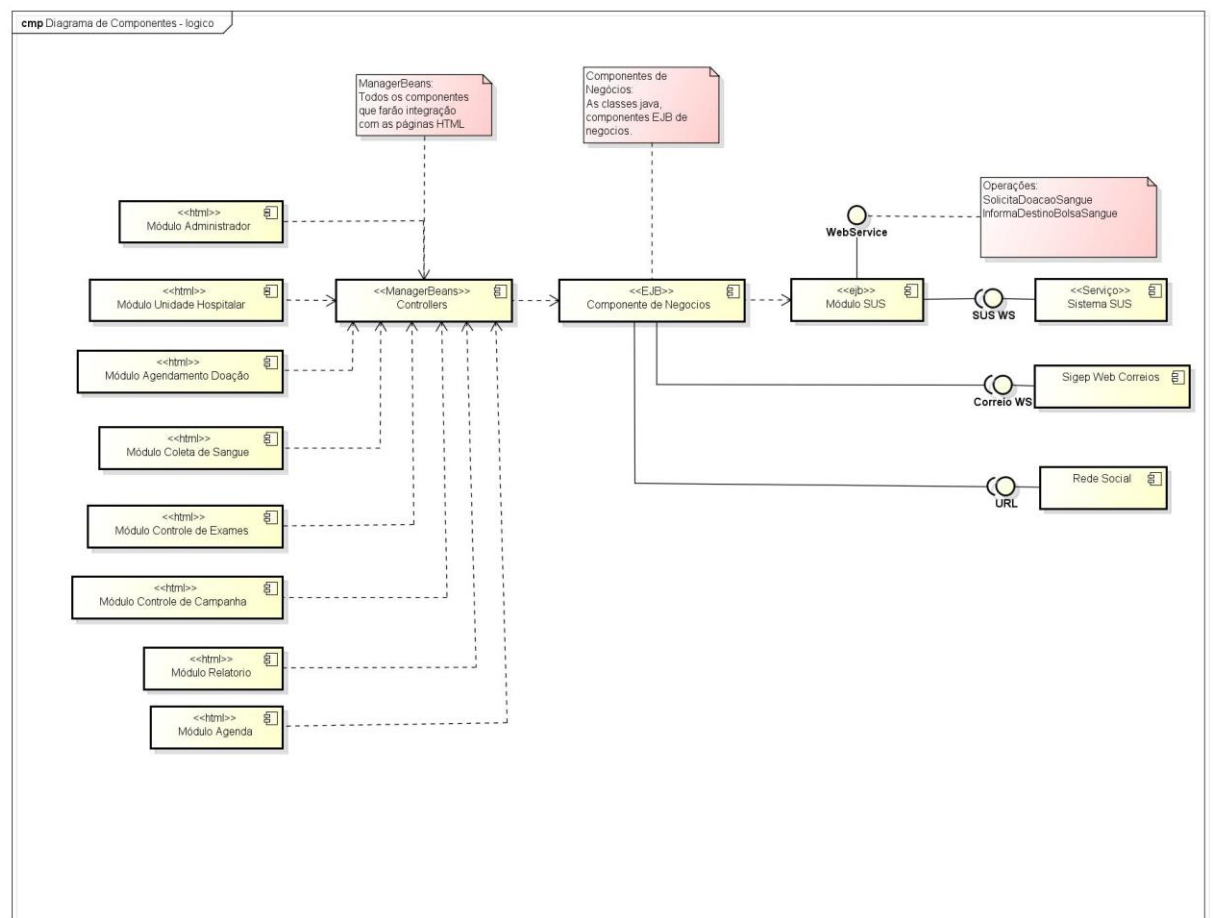 cmp Diagrama de Componentes - logico
ManagerBeans:
Todos os componentes
que farão integração
com as páginas HTML
Componentes de
Negócios:
As classes java,
componentes EJB de
negocios.
Operações:
SolicitaDoacaoSangue
InformaDestinoBolsaSangue
WebService
<<html>>
Módulo Administrador
<<html>>
Módulo Unidade Hospitalar
<<ManagerBeans>>
Controllers
<<EJB>>
Componente de Negocios
<<ejb>>
Módulo SUS
SUS WS
<<Serviço>>
Sistema SUS
<<html>>
Módulo Agendamento Doação
Correio WS
Sigep Web Correios
<<html>>
Módulo Coleta de Sangue
URL
Rede Social
<<html>>
Módulo Controle de Exames
<<html>>
Módulo Controle de Campanha
<<html>>
Módulo Relatorio
<<html>>
Módulo Agenda